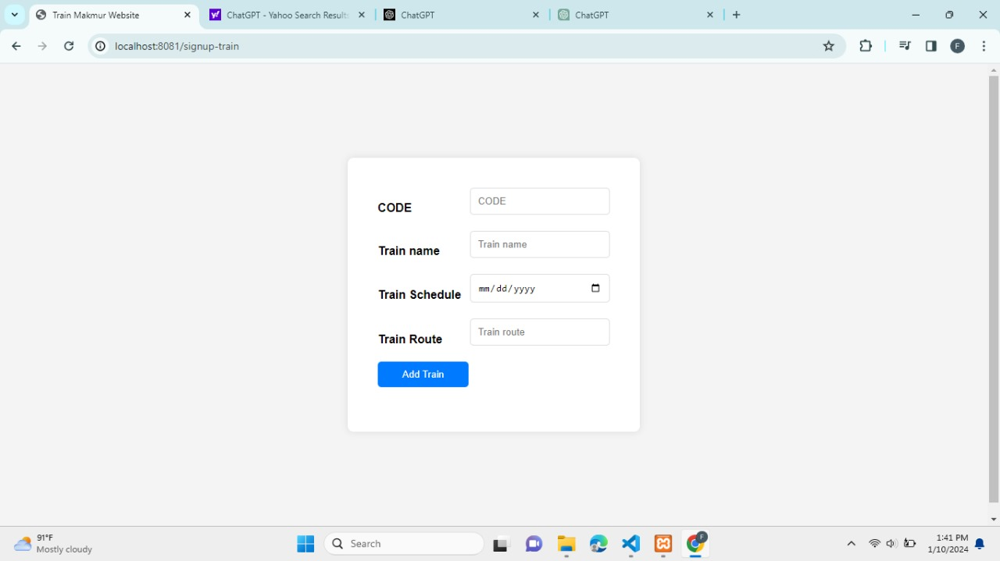 Train Makmur Website
ChatGPT - Yahoo Search Result
ChatGPT
ChatGPT
localhost:8081/signup-train
F
CODE
CODE
Train name
Train name
Train Schedule
mm/dd/yyyy
Train Route
Train route
Add Train
91°F
Mostly cloudy
Search
F
1:41 PM
1/10/2024